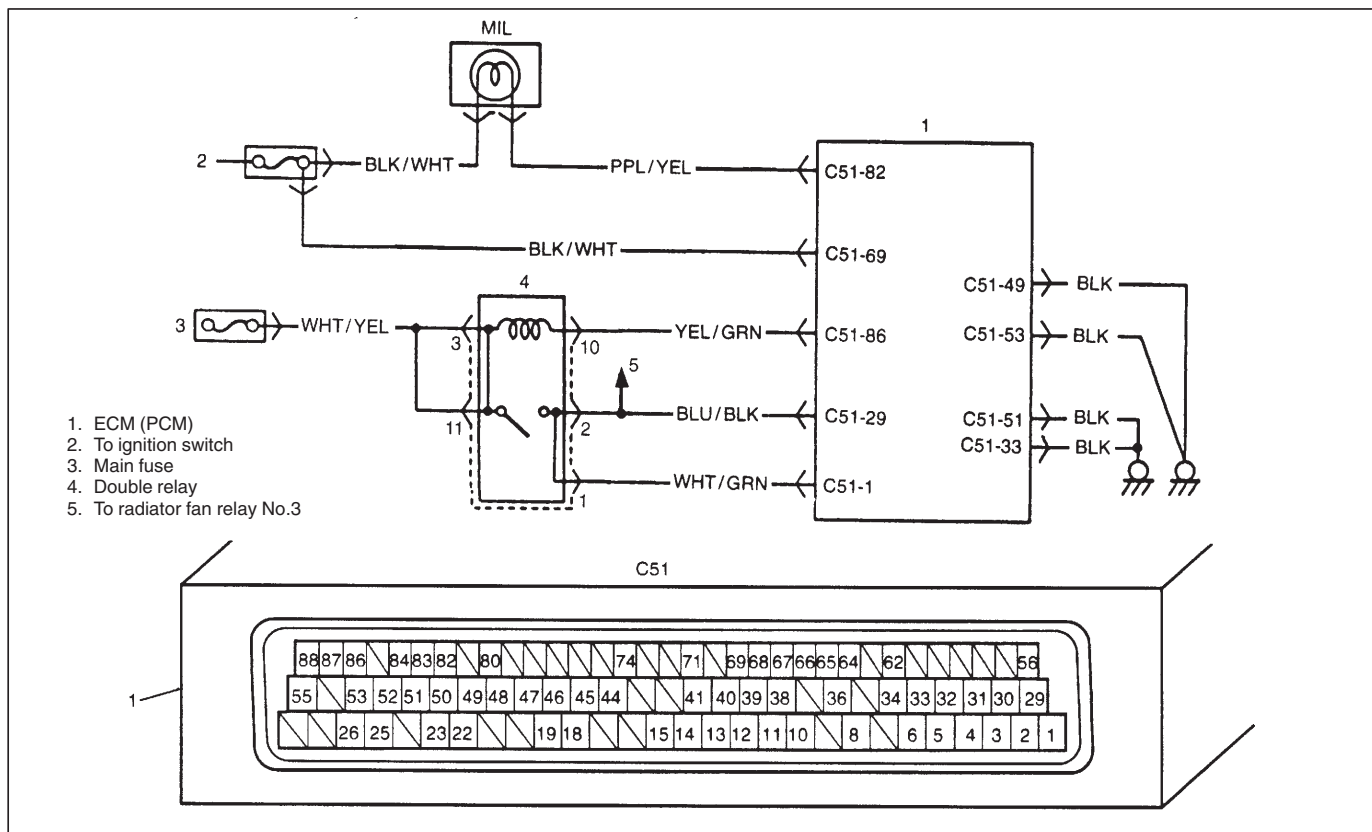 MIL
1
2
BLK/WHT
PPL/YEL
C51-82
BLK/WHT
C51-69
4
C51-49
BLK
3
WHT/YEL
3
10
YEL/GRN
C51-86
C51-53
BLK
5
11
2
BLU/BLK
C51-29
C51-51
BLK
C51-33
BLK
1
WHT/GRN
C51-1
1. ECM (PCM)
2. To ignition switch
3. Main fuse
4. Double relay
5. To radiator fan relay No.3
C51
1
88 87 86 84 83 82 80 74 71 69 68 67 66 65 64 62 56
55 53 52 51 50 49 48 47 46 45 44 41 40 39 38 36 34 33 32 31 30 29
26 25 23 22 19 18 15 14 13 12 11 10 8 6 5 4 3 2 1